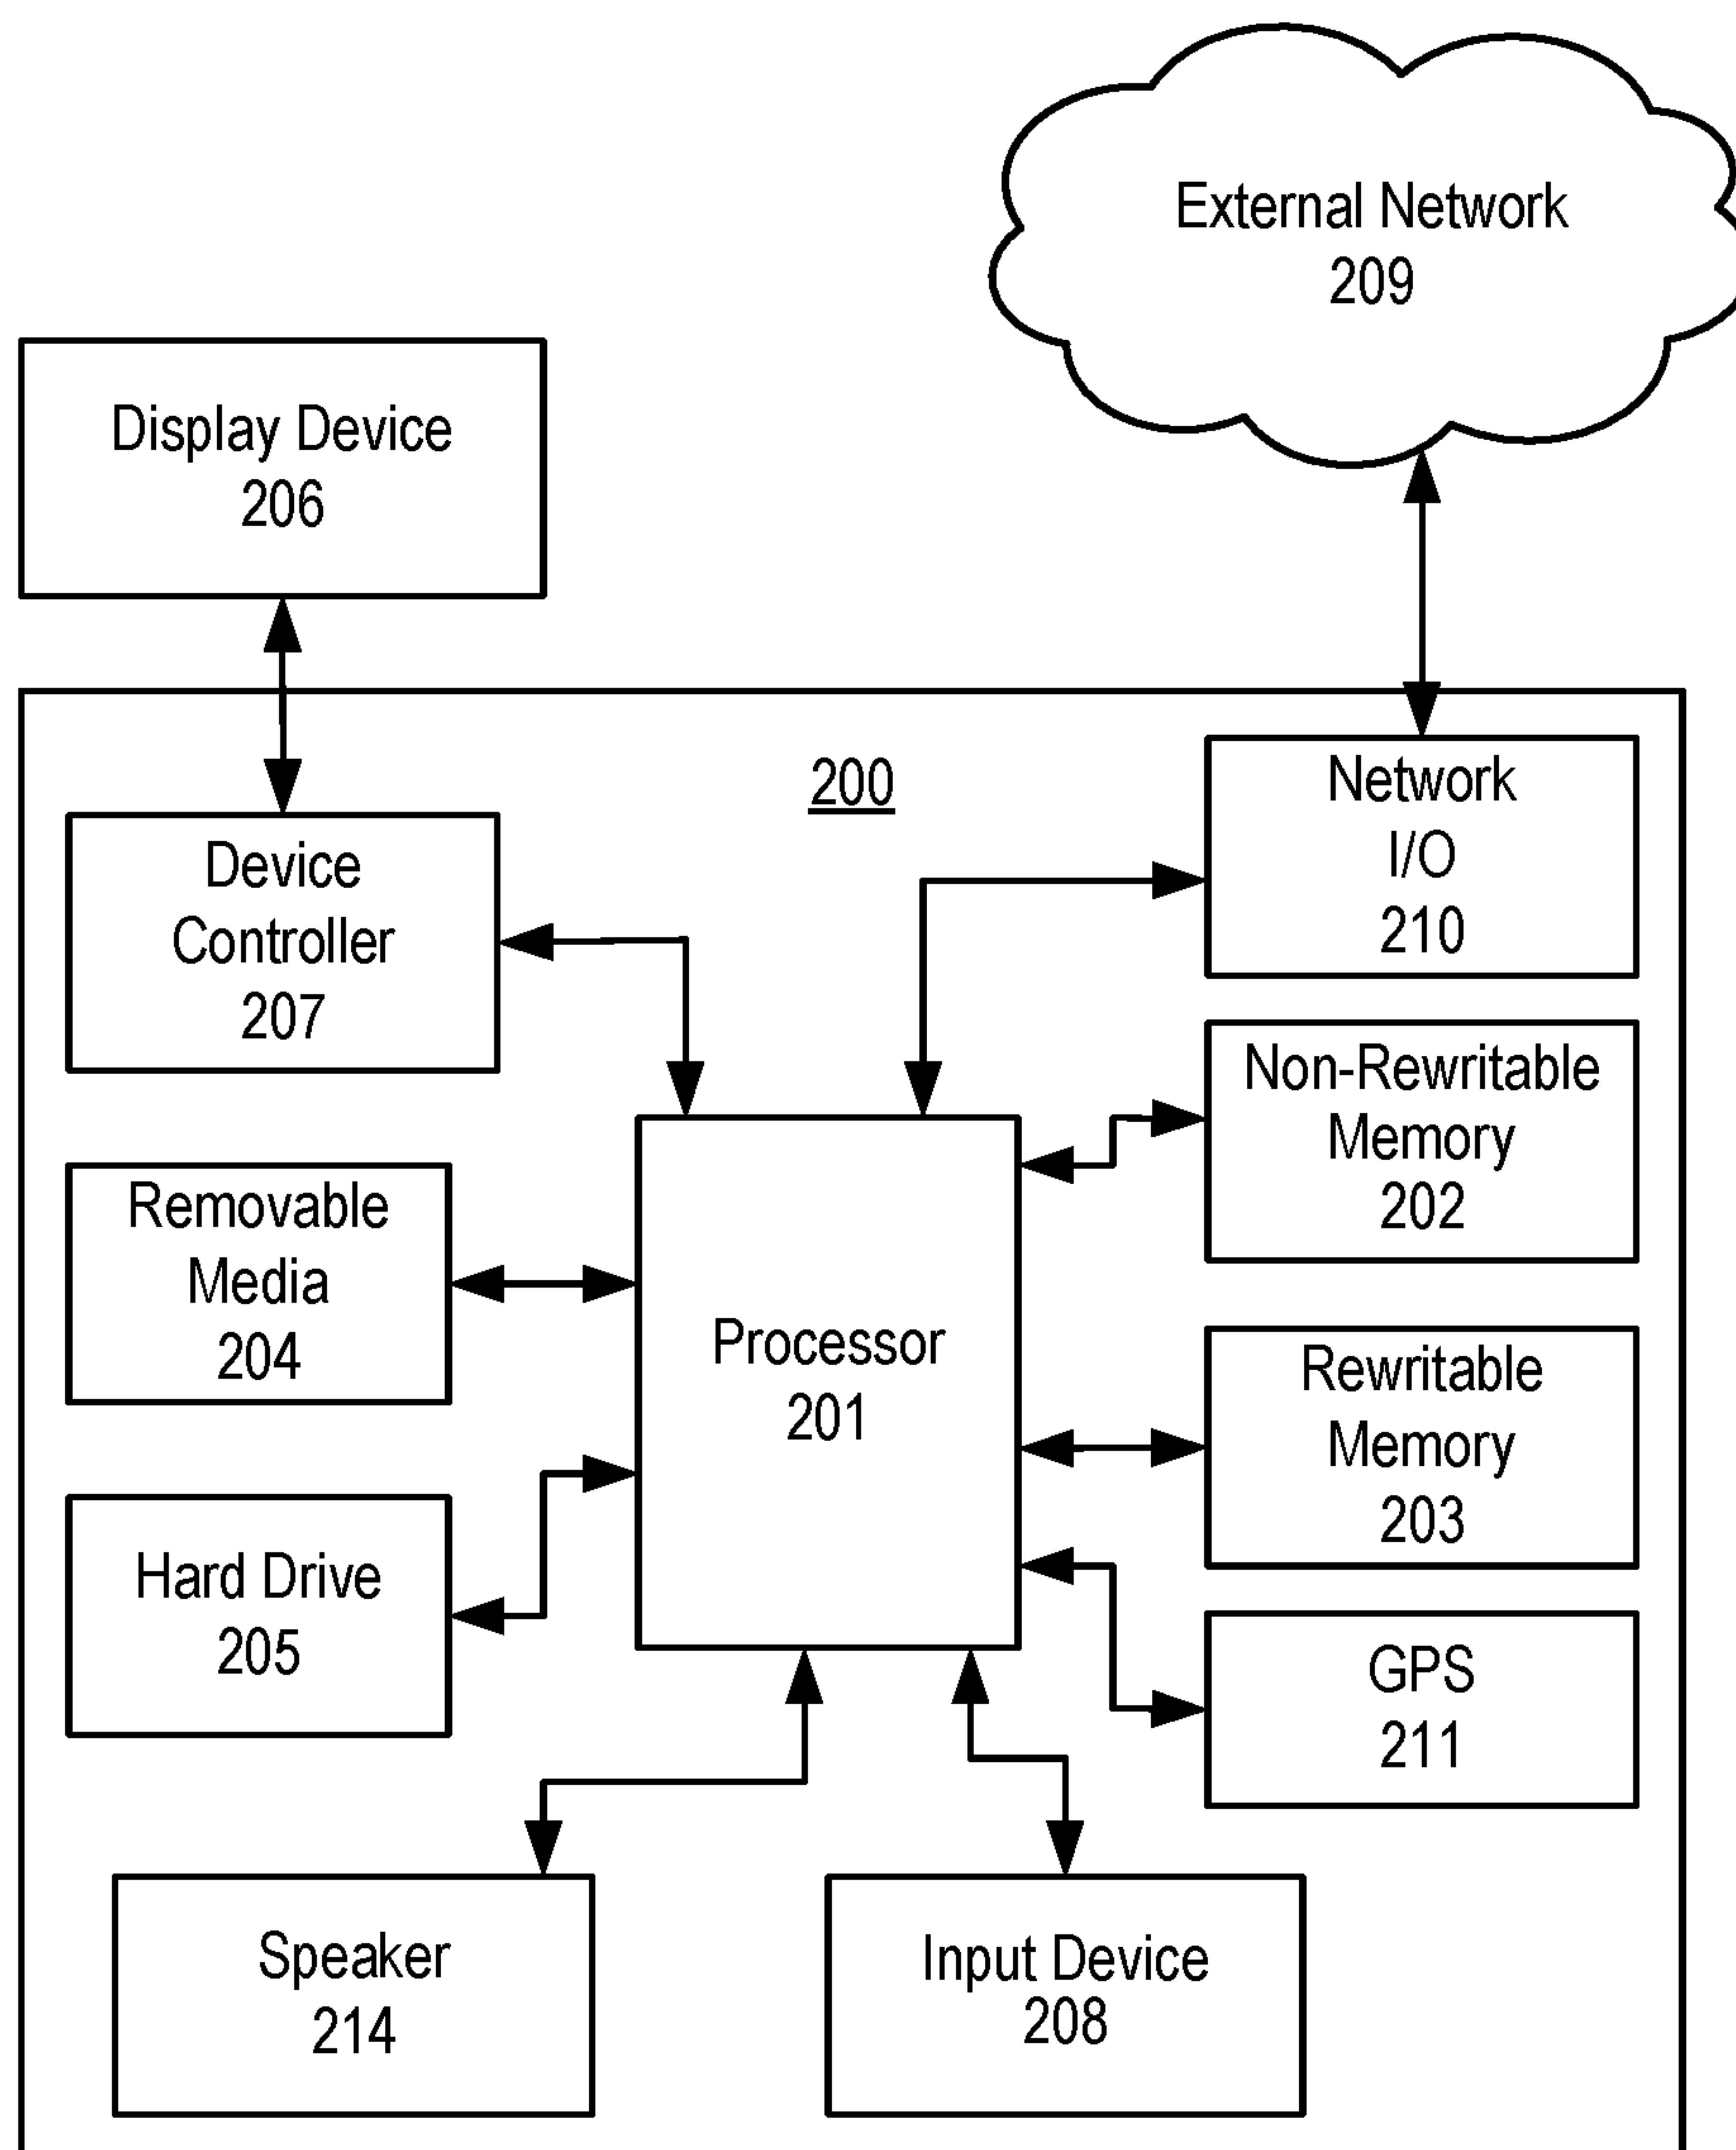 External Network
209
Display Device
206
200
Network
I/O
210
Device
Controller
207
Non-Rewritable
Memory
202
Removable
Media
204
Processor
201
Rewritable
Memory
203
Hard Drive
205
GPS
211
Speaker
214
Input Device
208